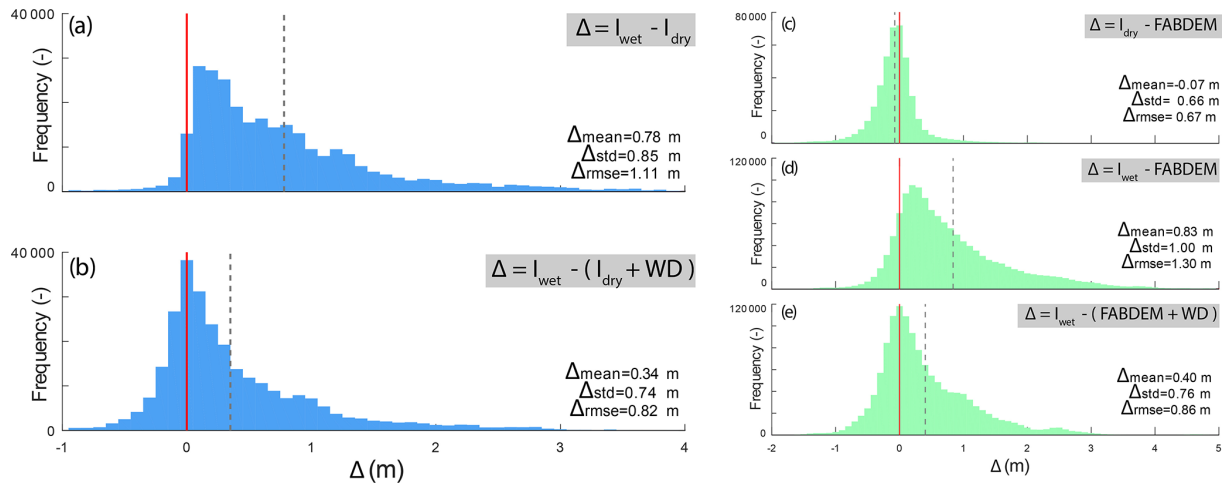 40 000
(a)
Δ = I_wet - I_dry
Frequency (-)
Δmean=0.78 m
Δstd=0.85 m
Δrmse=1.11 m
0
40 000
(b)
Δ = I_wet - ( I_dry + WD )
Frequency (-)
Δmean=0.34 m
Δstd=0.74 m
Δrmse=0.82 m
0
-1 0 1 2 3 4
Δ (m)
80 000
(c)
Δ = I_dry - FABDEM
Frequency (-)
Δmean=-0.07 m
Δstd= 0.66 m
Δrmse= 0.67 m
0
120 000
(d)
Δ = I_wet - FABDEM
Frequency (-)
Δmean=0.83 m
Δstd=1.00 m
Δrmse=1.30 m
0
120 000
(e)
Δ = I_wet - ( FABDEM + WD )
Frequency (-)
Δmean=0.40 m
Δstd=0.76 m
Δrmse=0.86 m
0
-2 -1 0 1 2 3 4 5
Δ (m)